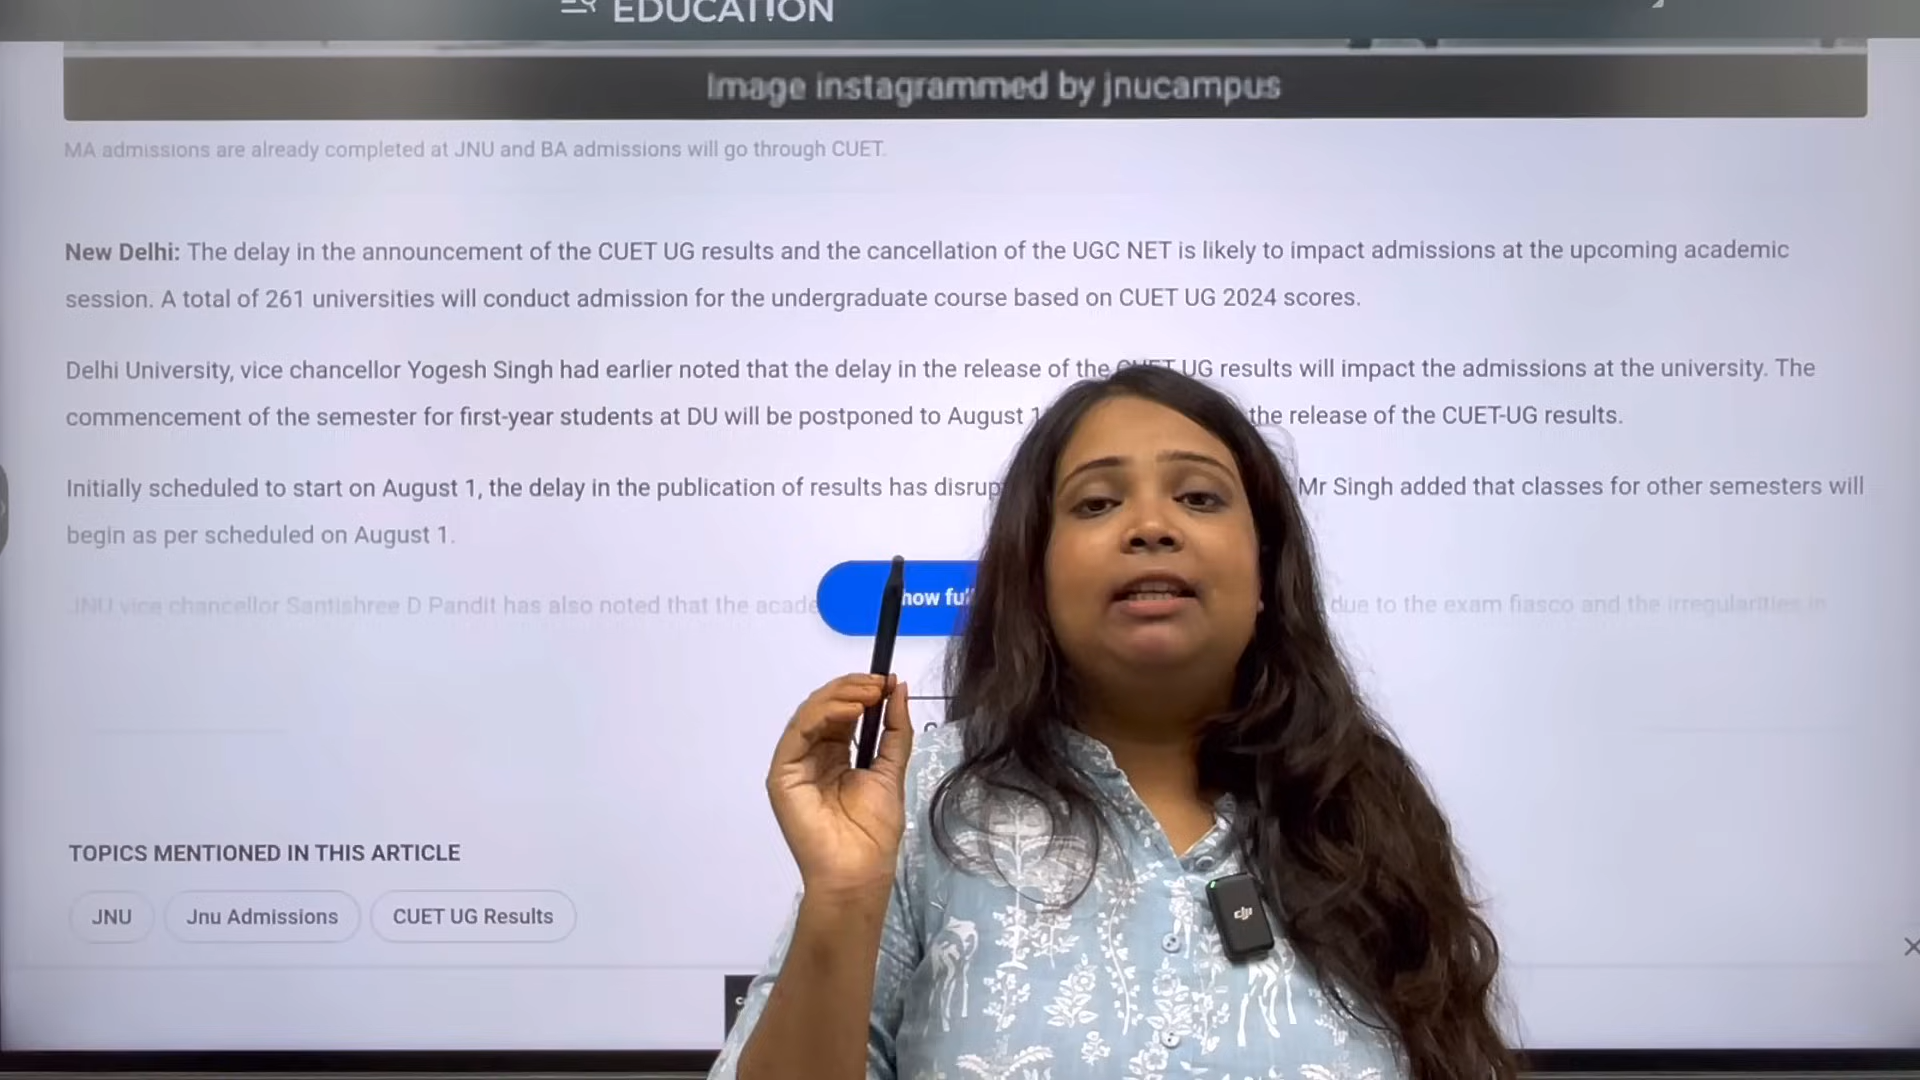 EDUCATION
Image instagrammed by jnucampus
MA admissions are already completed at JNU and BA admissions will go through CUET.
New Delhi: The delay in the announcement of the CUET UG results and the cancellation of the UGC NET is likely to impact admissions at the upcoming academic
session. A total of 261 universities will conduct admission for the undergraduate course based on CUET UG 2024 scores.
Delhi University, vice chancellor Yogesh Singh had earlier noted that the delay in the release of the CUET UG results will impact the admissions at the university. The
commencement of the semester for first-year students at DU will be postponed to August the release of the CUET-UG results.
Initially scheduled to start on August 1, the delay in the publication of results has Mr Singh added that classes for other semesters will
begin as per scheduled on August 1.
JNU vice chancellor Santishree D Pandit has also noted that the due to the exam fiasco and the irregularities in
TOPICS MENTIONED IN THIS ARTICLE
JNU
Jnu Admissions
CUET UG Results
dji